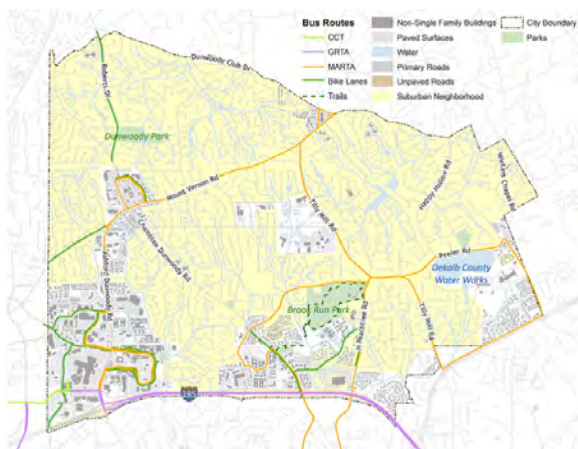 Bus Routes
CCT
GRTA
MARTA
Bike Lanes
Trails
Non-Single Family Buildings
Paved Surfaces
Water
Primary Roads
Unpaved Roads
Suburban Neighborhood
City Boundary
Parks
Dunwoody Club Dr
Roberts Dr
Dunwoody Park
Mount Vernon Rd
Happy Hollow Rd
Winters Chapel Rd
Tilly Mill Rd
Chamblee Dunwoody Rd
Ashford Dunwoody Rd
Peeler Rd
Dekalb County
Water Works
Brook Run Park
N Peachtree Rd
Tilly Mill Rd
285